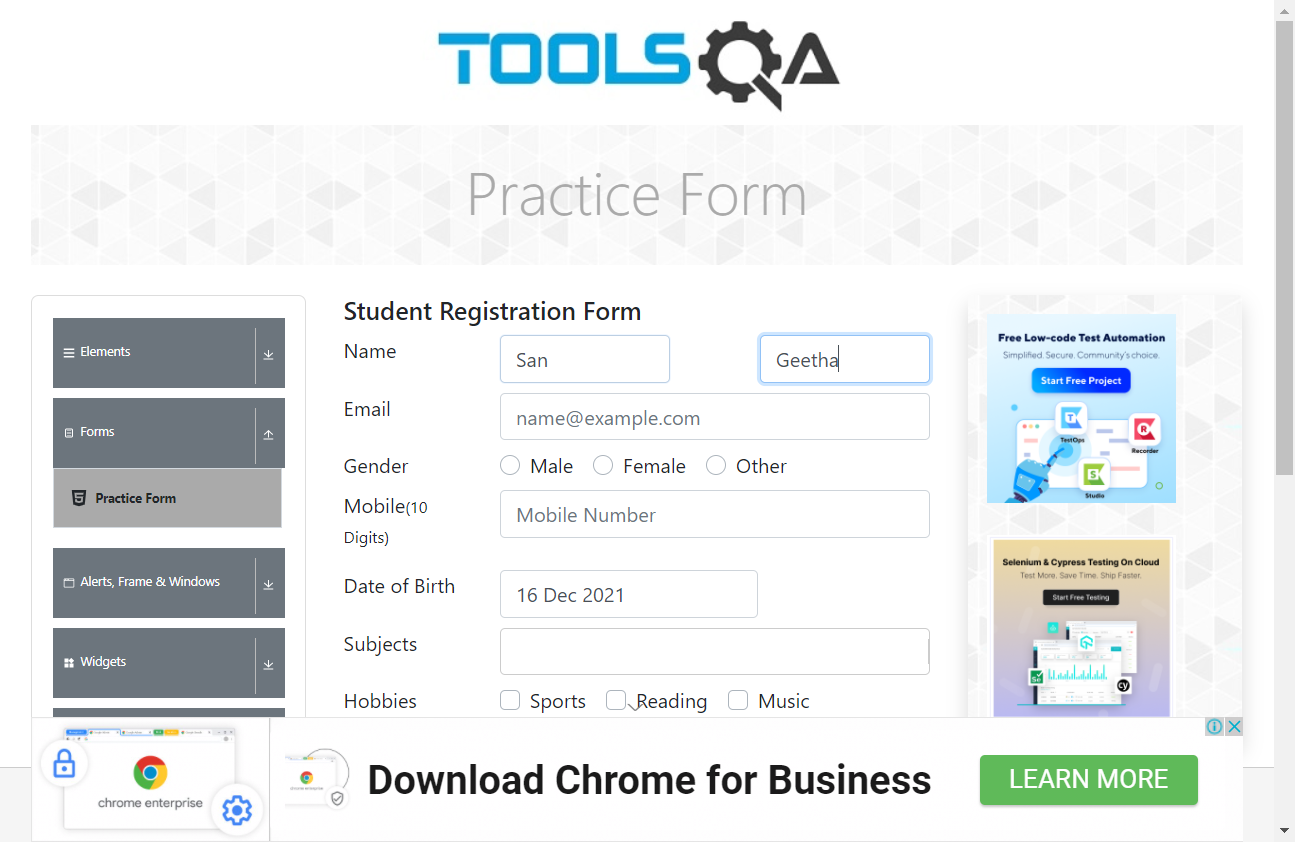 TOOLSQA
Practice Form
Elements
Forms
Practice Form
Alerts, Frame & Windows
Widgets
Student Registration Form
Name
San
Geetha
Email
name@example.com
Gender
Male
Female
Other
Mobile(10
Digits)
Mobile Number
Date of Birth
16 Dec 2021
Subjects
Hobbies
Sports
Reading
Music
Free Low-code Test Automation
Simplified. Secure. Community's choice.
Start Free Project
T
TestOps
R
Recorder
S
Studio
Selenium & Cypress Testing On Cloud
Test More. Save Time. Ship Faster.
Start Free Testing
Se
cy
chrome enterprise
Download Chrome for Business
LEARN MORE